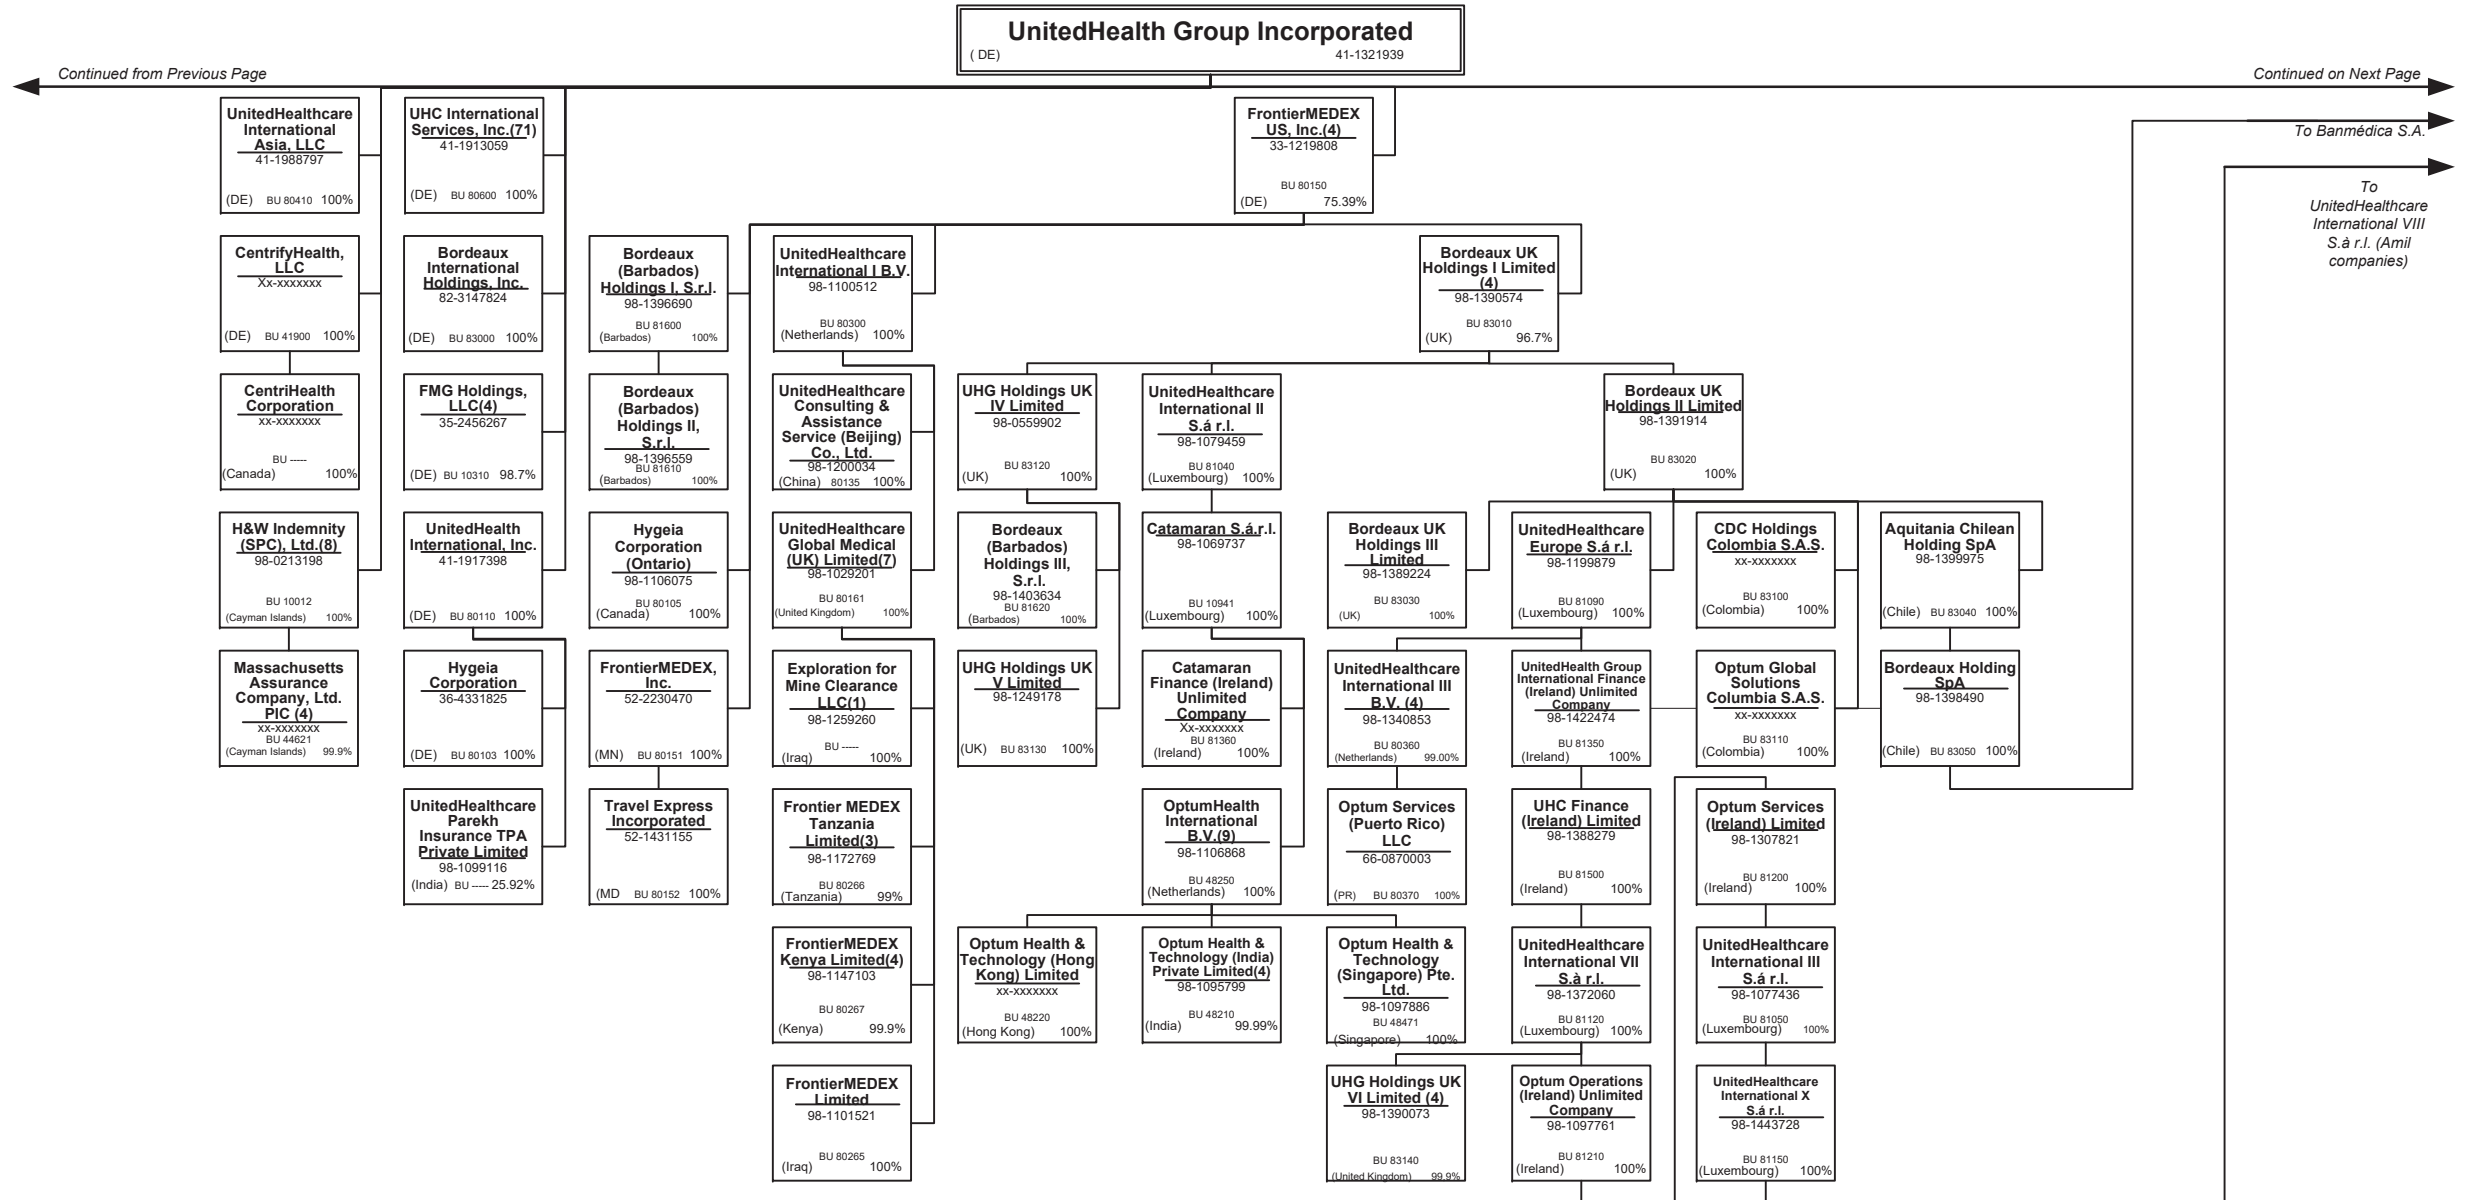 UnitedHealth Group Incorporated
( DE) 41-1321939
Continued from Previous Page
Continued on Next Page
To Banmédica S.A.
To
UnitedHealthcare
International VIII
S.à r.l. (Amil
companies)
UnitedHealthcare
International
Asia, LLC
41-1988797
(DE) BU 80410 100%
UHC International
Services, Inc.(71)
41-1913059
(DE) BU 80600 100%
FrontierMEDEX
US, Inc.(4)
33-1219808
BU 80150
(DE) 75.39%
CentrifyHealth,
LLC
Xx-xxxxxxx
(DE) BU 41900 100%
Bordeaux
International
Holdings, Inc.
82-3147824
(DE) BU 83000 100%
Bordeaux
(Barbados)
Holdings I, S.r.l.
98-1396690
BU 81600
(Barbados) 100%
UnitedHealthcare
International I B.V.
98-1100512
BU 80300
(Netherlands) 100%
Bordeaux UK
Holdings I Limited
(4)
98-1390574
BU 83010
(UK) 96.7%
CentriHealth
Corporation
xx-xxxxxxx
BU -----
(Canada) 100%
FMG Holdings,
LLC(4)
35-2456267
(DE) BU 10310 98.7%
Bordeaux
(Barbados)
Holdings II,
S.r.l.
98-1396559
BU 81610
(Barbados) 100%
UnitedHealthcare
Consulting &
Assistance
Service (Beijing)
Co., Ltd.
98-1200034
(China) 80135 100%
UHG Holdings UK
IV Limited
98-0559902
BU 83120
(UK) 100%
UnitedHealthcare
International II
S.á r.l.
98-1079459
BU 81040
(Luxembourg) 100%
Bordeaux UK
Holdings II Limited
98-1391914
BU 83020
(UK) 100%
H&W Indemnity
(SPC), Ltd.(8)
98-0213198
BU 10012
(Cayman Islands) 100%
UnitedHealth
International, Inc.
41-1917398
(DE) BU 80110 100%
Hygeia
Corporation
(Ontario)
98-1106075
BU 80105
(Canada) 100%
UnitedHealthcare
Global Medical
(UK) Limited(7)
98-1029201
BU 80161
(United Kingdom) 100%
Bordeaux
(Barbados)
Holdings III,
S.r.l.
98-1403634
BU 81620
(Barbados) 100%
Catamaran S.á.r.l.
98-1069737
BU 10941
(Luxembourg) 100%
Bordeaux UK
Holdings III
Limited
98-1389224
BU 83030
(UK) 100%
UnitedHealthcare
Europe S.á r.l.
98-1199879
BU 81090
(Luxembourg) 100%
CDC Holdings
Colombia S.A.S.
xx-xxxxxxx
BU 83100
(Colombia) 100%
Aquitania Chilean
Holding SpA
98-1399975
(Chile) BU 83040 100%
Massachusetts
Assurance
Company, Ltd.
PIC (4)
xx-xxxxxxx
BU 44621
(Cayman Islands) 99.9%
Hygeia
Corporation
36-4331825
(DE) BU 80103 100%
FrontierMEDEX,
Inc.
52-2230470
(MN) BU 80151 100%
Exploration for
Mine Clearance
LLC(1)
98-1259260
BU -----
(Iraq) 100%
UHG Holdings UK
V Limited
98-1249178
(UK) BU 83130 100%
Catamaran
Finance (Ireland)
Unlimited
Company
Xx-xxxxxxx
BU 81360
(Ireland) 100%
UnitedHealthcare
International III
B.V. (4)
98-1340853
BU 80360
(Netherlands) 99.00%
UnitedHealth Group
International Finance
(Ireland) Unlimited
Company
98-1422474
BU 81350
(Ireland) 100%
Optum Global
Solutions
Columbia S.A.S.
xx-xxxxxxx
BU 83110
(Colombia) 100%
Bordeaux Holding
SpA
98-1398490
(Chile) BU 83050 100%
UnitedHealthcare
Parekh
Insurance TPA
Private Limited
98-1099116
(India) BU ----- 25.92%
Travel Express
Incorporated
52-1431155
(MD BU 80152 100%
Frontier MEDEX
Tanzania
Limited(3)
98-1172769
BU 80266
(Tanzania) 99%
OptumHealth
International
B.V.(9)
98-1106868
BU 48250
(Netherlands) 100%
Optum Services
(Puerto Rico)
LLC
66-0870003
(PR) BU 80370 100%
UHC Finance
(Ireland) Limited
98-1388279
BU 81500
(Ireland) 100%
Optum Services
(Ireland) Limited
98-1307821
BU 81200
(Ireland) 100%
FrontierMEDEX
Kenya Limited(4)
98-1147103
BU 80267
(Kenya) 99.9%
Optum Health &
Technology (Hong
Kong) Limited
xx-xxxxxxx
BU 48220
(Hong Kong) 100%
Optum Health &
Technology (India)
Private Limited(4)
98-1095799
BU 48210
(India) 99.99%
Optum Health &
Technology
(Singapore) Pte.
Ltd.
98-1097886
BU 48471
(Singapore) 100%
UnitedHealthcare
International VII
S.à r.l.
98-1372060
BU 81120
(Luxembourg) 100%
UnitedHealthcare
International III
S.á r.l.
98-1077436
BU 81050
(Luxembourg) 100%
FrontierMEDEX
Limited
98-1101521
BU 80265
(Iraq) 100%
UHG Holdings UK
VI Limited (4)
98-1390073
BU 83140
(United Kingdom) 99.9%
Optum Operations
(Ireland) Unlimited
Company
98-1097761
BU 81210
(Ireland) 100%
UnitedHealthcare
International X
S.á r.l.
98-1443728
BU 81150
(Luxembourg) 100%